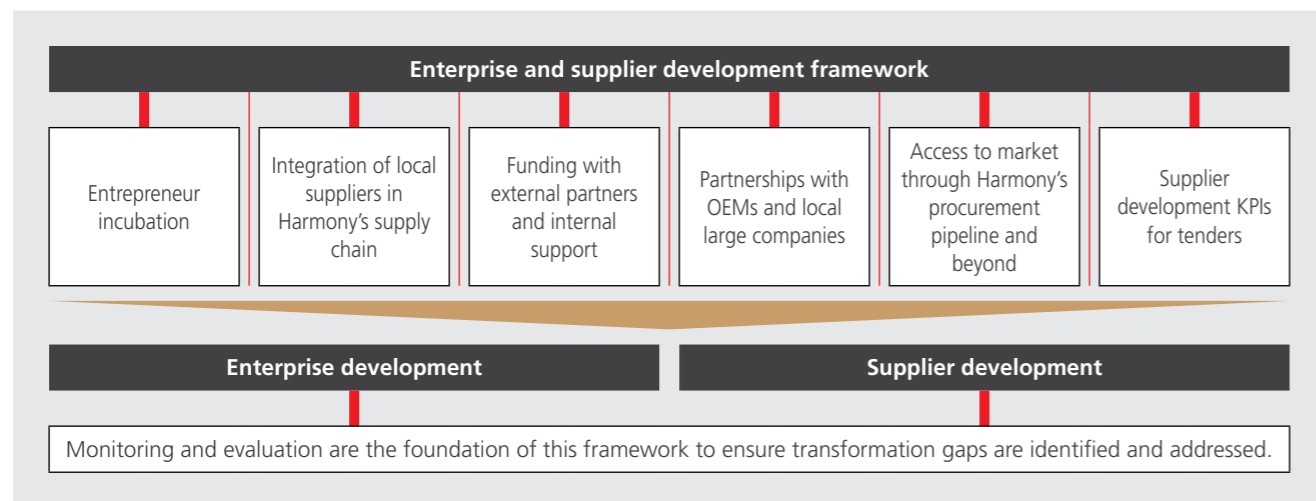 Enterprise and supplier development framework
Entrepreneur
incubation
Integration of local
suppliers in
Harmony’s supply
chain
Funding with
external partners
and internal
support
Partnerships with
OEMs and local
large companies
Access to market
through Harmony’s
procurement
pipeline and
beyond
Supplier
development KPIs
for tenders
Enterprise development
Supplier development
Monitoring and evaluation are the foundation of this framework to ensure transformation gaps are identified and addressed.